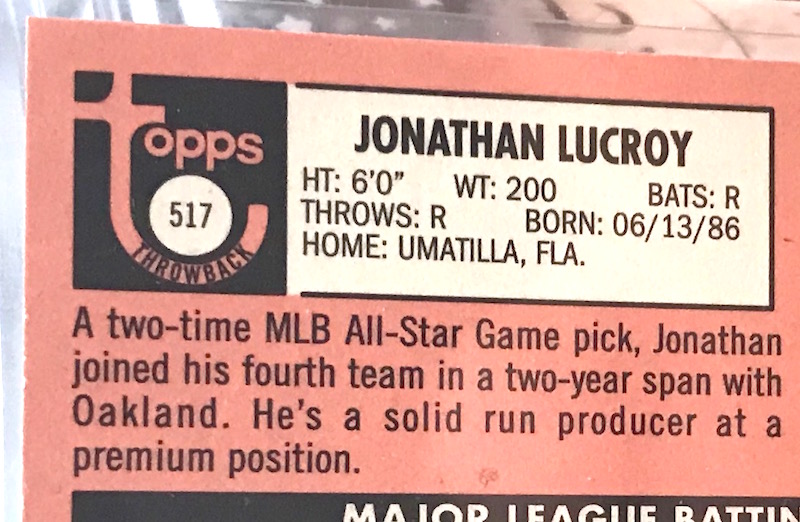 topps
517
THROWBACK
JONATHAN LUCROY
HT: 6'0" WT: 200 BATS: R
THROWS: R BORN: 06/13/86
HOME: UMATILLA, FLA.
A two-time MLB All-Star Game pick, Jonathan
joined his fourth team in a two-year span with
Oakland. He's a solid run producer at a
premium position.
MAJOR LEAGUE